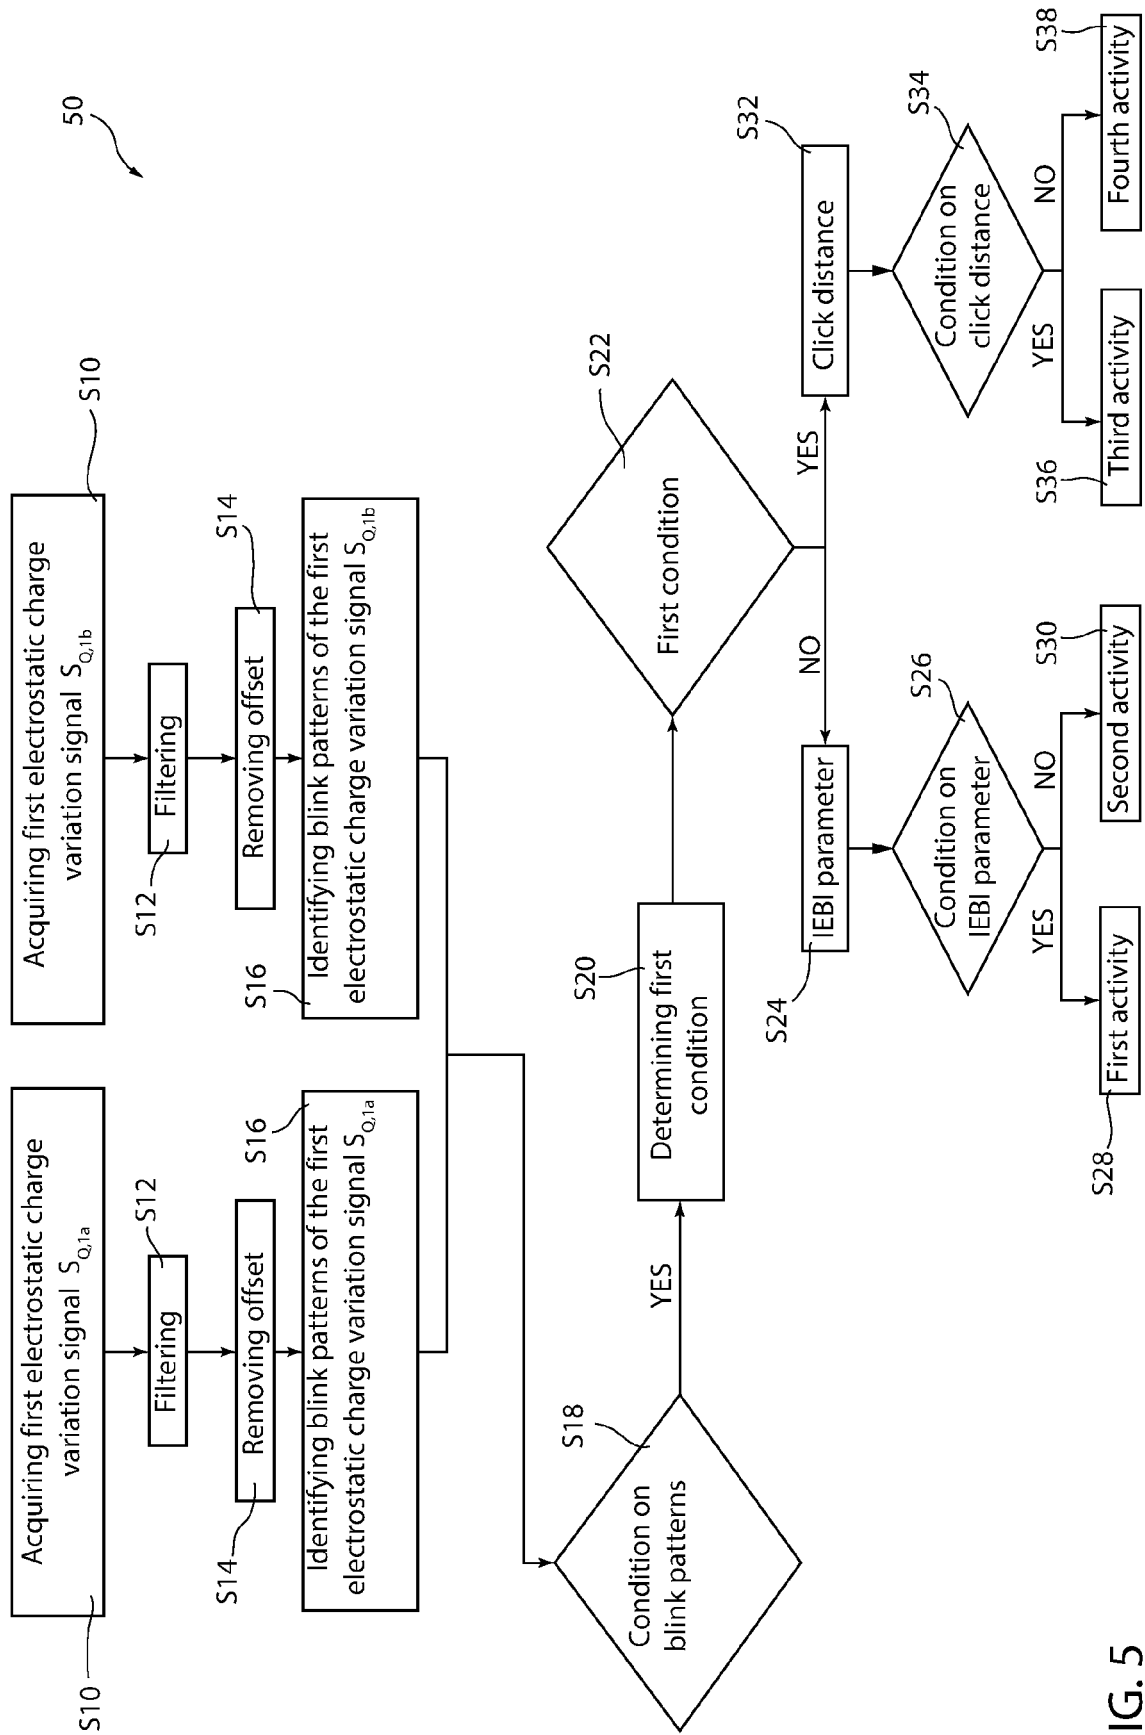 50
S10
Acquiring first electrostatic charge
variation signal S_Q,1a
S12
Filtering
S14
Removing offset
S16
Identifying blink patterns of the first
electrostatic charge variation signal S_Q,1a
S10
Acquiring first electrostatic charge
variation signal S_Q,1b
S12
Filtering
S14
Removing offset
S16
Identifying blink patterns of the first
electrostatic charge variation signal S_Q,1b
S18
Condition on
blink patterns
YES
S20
Determining first
condition
S22
First condition
NO
YES
S24
IEBI parameter
S26
Condition on
IEBI parameter
YES
NO
S28
First activity
S30
Second activity
S32
Click distance
S34
Condition on
click distance
YES
NO
S36
Third activity
S38
Fourth activity
IG. 5